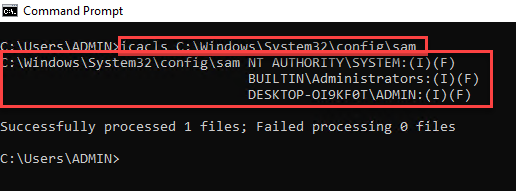 Command Prompt
C:\Users\ADMIN>icacls C:\Windows\System32\config\sam
C:\Windows\System32\config\sam NT AUTHORITY\SYSTEM:(I)(F)
BUILTIN\Administrators:(I)(F)
DESKTOP-OI9KF0T\ADMIN:(I)(F)
Successfully processed 1 files; Failed processing 0 files
C:\Users\ADMIN>